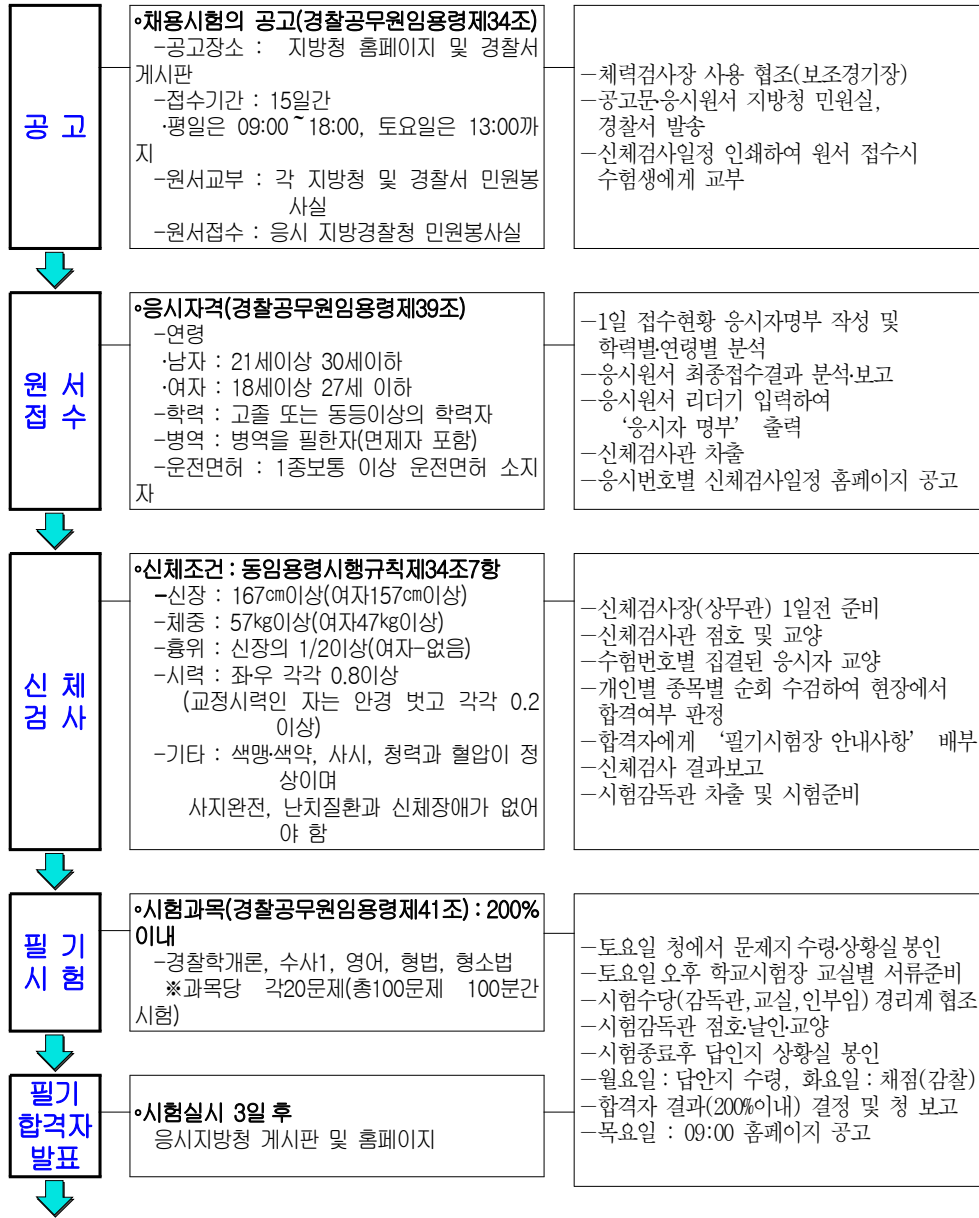 공 고
∘채용시험의 공고(경찰공무원임용령제34조)
-공고장소 : 지방청 홈페이지 및 경찰서
게시판
-접수기간 : 15일간
·평일은 09:00~18:00, 토요일은 13:00까
지
-원서교부 : 각 지방청 및 경찰서 민원봉
사실
-원서접수 : 응시 지방경찰청 민원봉사실
-체력검사장 사용 협조(보조경기장)
-공고문·응시원서 지방청 민원실,
경찰서 발송
-신체검사일정 인쇄하여 원서 접수시
수험생에게 교부
원 서
접 수
∘응시자격(경찰공무원임용령제39조)
-연령
·남자 : 21세이상 30세이하
·여자 : 18세이상 27세 이하
-학력 : 고졸 또는 동등이상의 학력자
-병역 : 병역을 필한자(면제자 포함)
-운전면허 : 1종보통 이상 운전면허 소지
자
-1일 접수현황 응시자명부 작성 및
학력별·연령별 분석
-응시원서 최종접수결과 분석·보고
-응시원서 리더기 입력하여
‘응시자 명부’ 출력
-신체검사관 차출
-응시번호별 신체검사일정 홈페이지 공고
신 체
검 사
∘신체조건 : 동임용령시행규칙제34조7항
-신장 : 167㎝이상(여자157㎝이상)
-체중 : 57㎏이상(여자47㎏이상)
-흉위 : 신장의 1/2이상(여자-없음)
-시력 : 좌·우 각각 0.8이상
(교정시력인 자는 안경 벗고 각각 0.2
이상)
-기타 : 색맹·색약, 사시, 청력과 혈압이 정
상이며
사지완전, 난치질환과 신체장애가 없어
야 함
-신체검사장(상무관) 1일전 준비
-신체검사관 점호 및 교양
-수험번호별 집결된 응시자 교양
-개인별 종목별 순회 수검하여 현장에서
합격여부 판정
-합격자에게 ‘필기시험장 안내사항’ 배부
-신체검사 결과보고
-시험감독관 차출 및 시험준비
필 기
시 험
∘시험과목(경찰공무원임용령제41조) : 200%
이내
-경찰학개론, 수사1, 영어, 형법, 형소법
※과목당 각20문제(총100문제 100분간
시험)
-토요일 청에서 문제지 수령·상황실 봉인
-토요일 오후 학교시험장 교실별 서류준비
-시험수당(감독관,교실,인부임) 경리계 협조
-시험감독관 점호·날인·교양
-시험종료후 답인지 상황실 봉인
-월요일 : 답안지 수령, 화요일 : 채점(감찰)
-합격자 결과(200%이내) 결정 및 청 보고
-목요일 : 09:00 홈페이지 공고
필기
합격자
발표
∘시험실시 3일 후
응시지방청 게시판 및 홈페이지